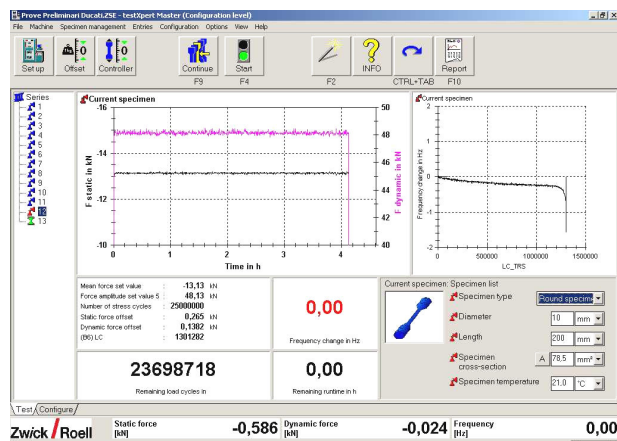 Prove Preliminari Ducati.ZSE - testXpert Master (Configuration level)
File Machine Specimen management Entries Configuration Options View Help
Set up Offset Controller Continue Start INFO Report
F9 F4 F2 CTRL+TAB F10
Series
1
2
3
4
5
6
7
8
9
10
11
12
13
Current specimen
-16
-14
-12
-10
F static in kN
50
48
46
44
42
40
F dynamic in kN
0 1 2 3 4
Time in h
Current specimen
2
1
0
-1
-2
Frequency change in Hz
0 500000 1000000 1500000
LC_TRS
Mean force set value : -13,13 kN
Force amplitude set value 5 : 48,13 kN
Number of stress cycles : 25000000
Static force offset : 0,265 kN
Dynamic force offset : 0,1382 kN
(B6) LC : 1301282
0,00
Frequency change in Hz
23698718
Remaining load cycles in
0,00
Remaining runtime in h
Current specimen: Specimen list
Specimen type Round specime
Diameter 10 mm
Length 200 mm
Specimen cross-section A 78,5 mm²
Specimen temperature 21,0 °C
Test Configure
Zwick / Roell
Static force [kN] -0,586
Dynamic force [kN] -0,024
Frequency [Hz] 0,00